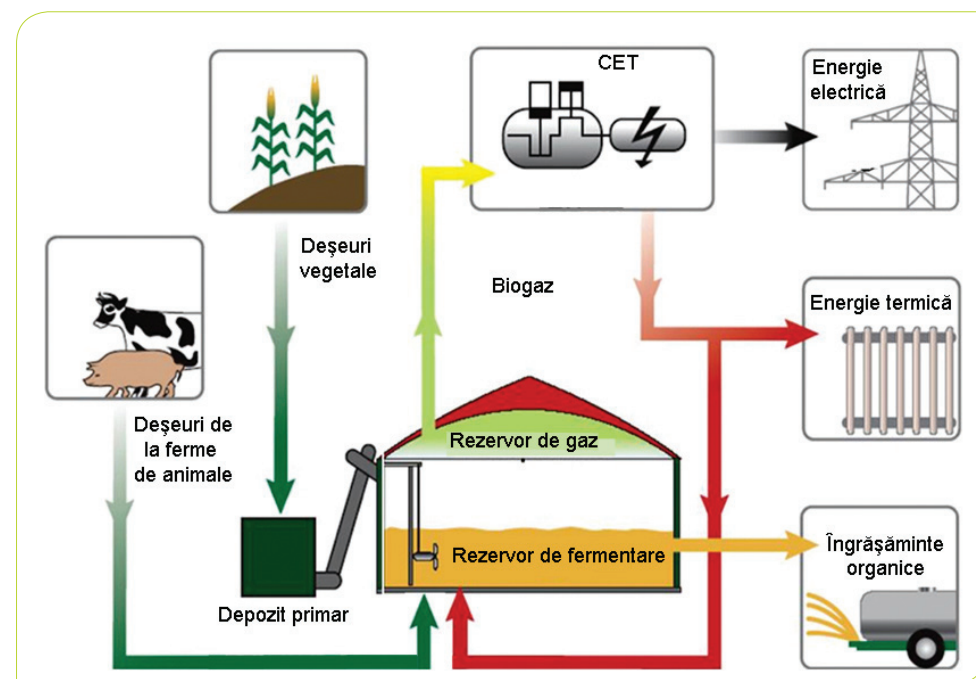 CET
Energie
electrică
Deşeuri
vegetale
Biogaz
Energie termică
Deşeuri de
la ferme
de animale
Rezervor de gaz
Rezervor de fermentare
Îngrăşăminte
organice
Depozit primar